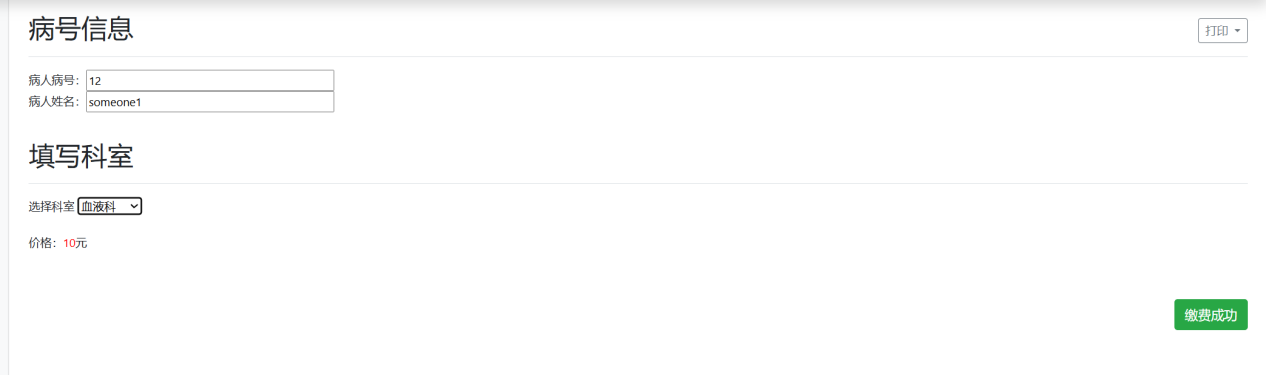 病号信息
打印
病人病号：12
病人姓名：someone1
填写科室
选择科室 血液科
价格：10元
缴费成功